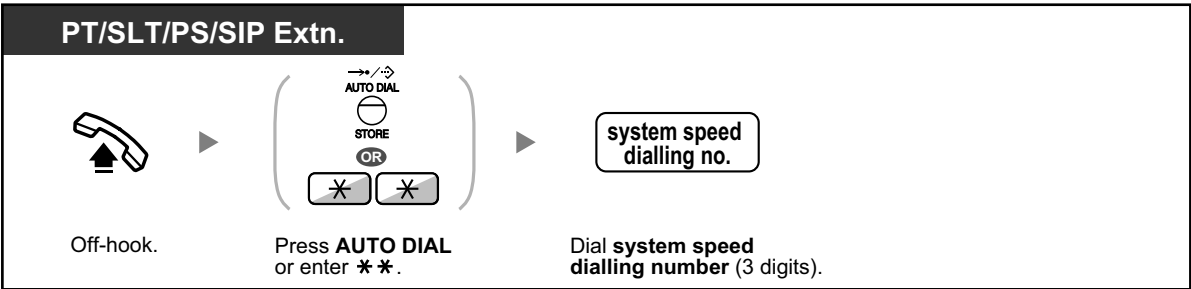 PT/SLT/PS/SIP Extn.
AUTO DIAL
STORE
OR
system speed
dialling no.
Off-hook.
Press AUTO DIAL
or enter ＊＊.
Dial system speed
dialling number (3 digits).